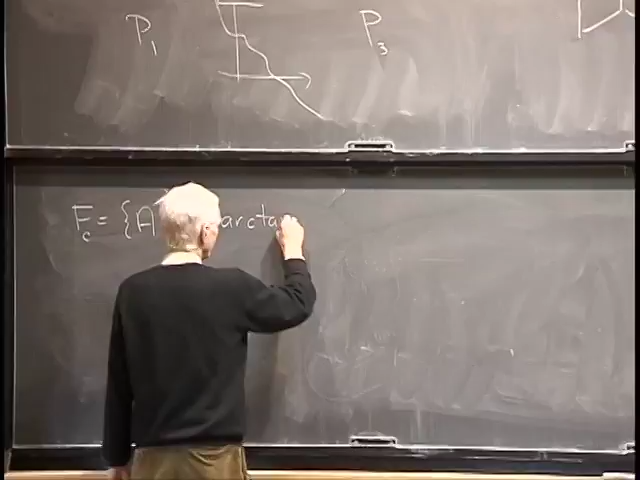 P₁ P₃
F_c = {A arcta